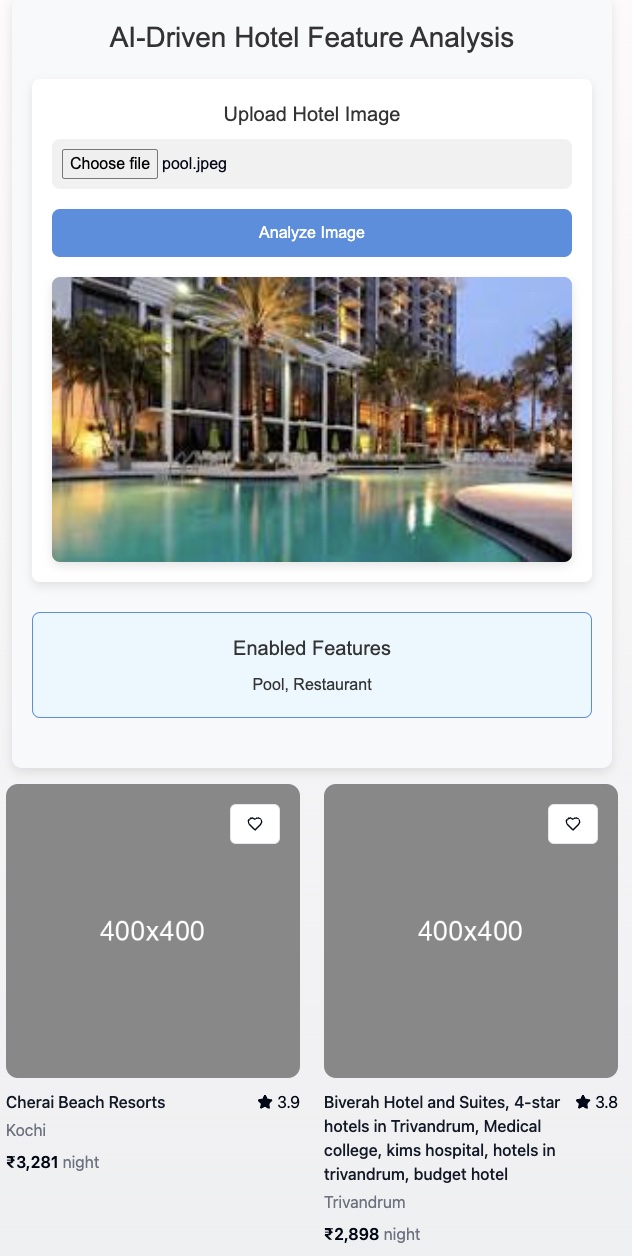 AI-Driven Hotel Feature Analysis
Upload Hotel Image
Choose file pool.jpeg
Analyze Image
Enabled Features
Pool, Restaurant
400x400
Cherai Beach Resorts 3.9
Kochi
₹3,281 night
400x400
Biverah Hotel and Suites, 4-star 3.8
hotels in Trivandrum, Medical
college, kims hospital, hotels in
trivandrum, budget hotel
Trivandrum
₹2,898 night